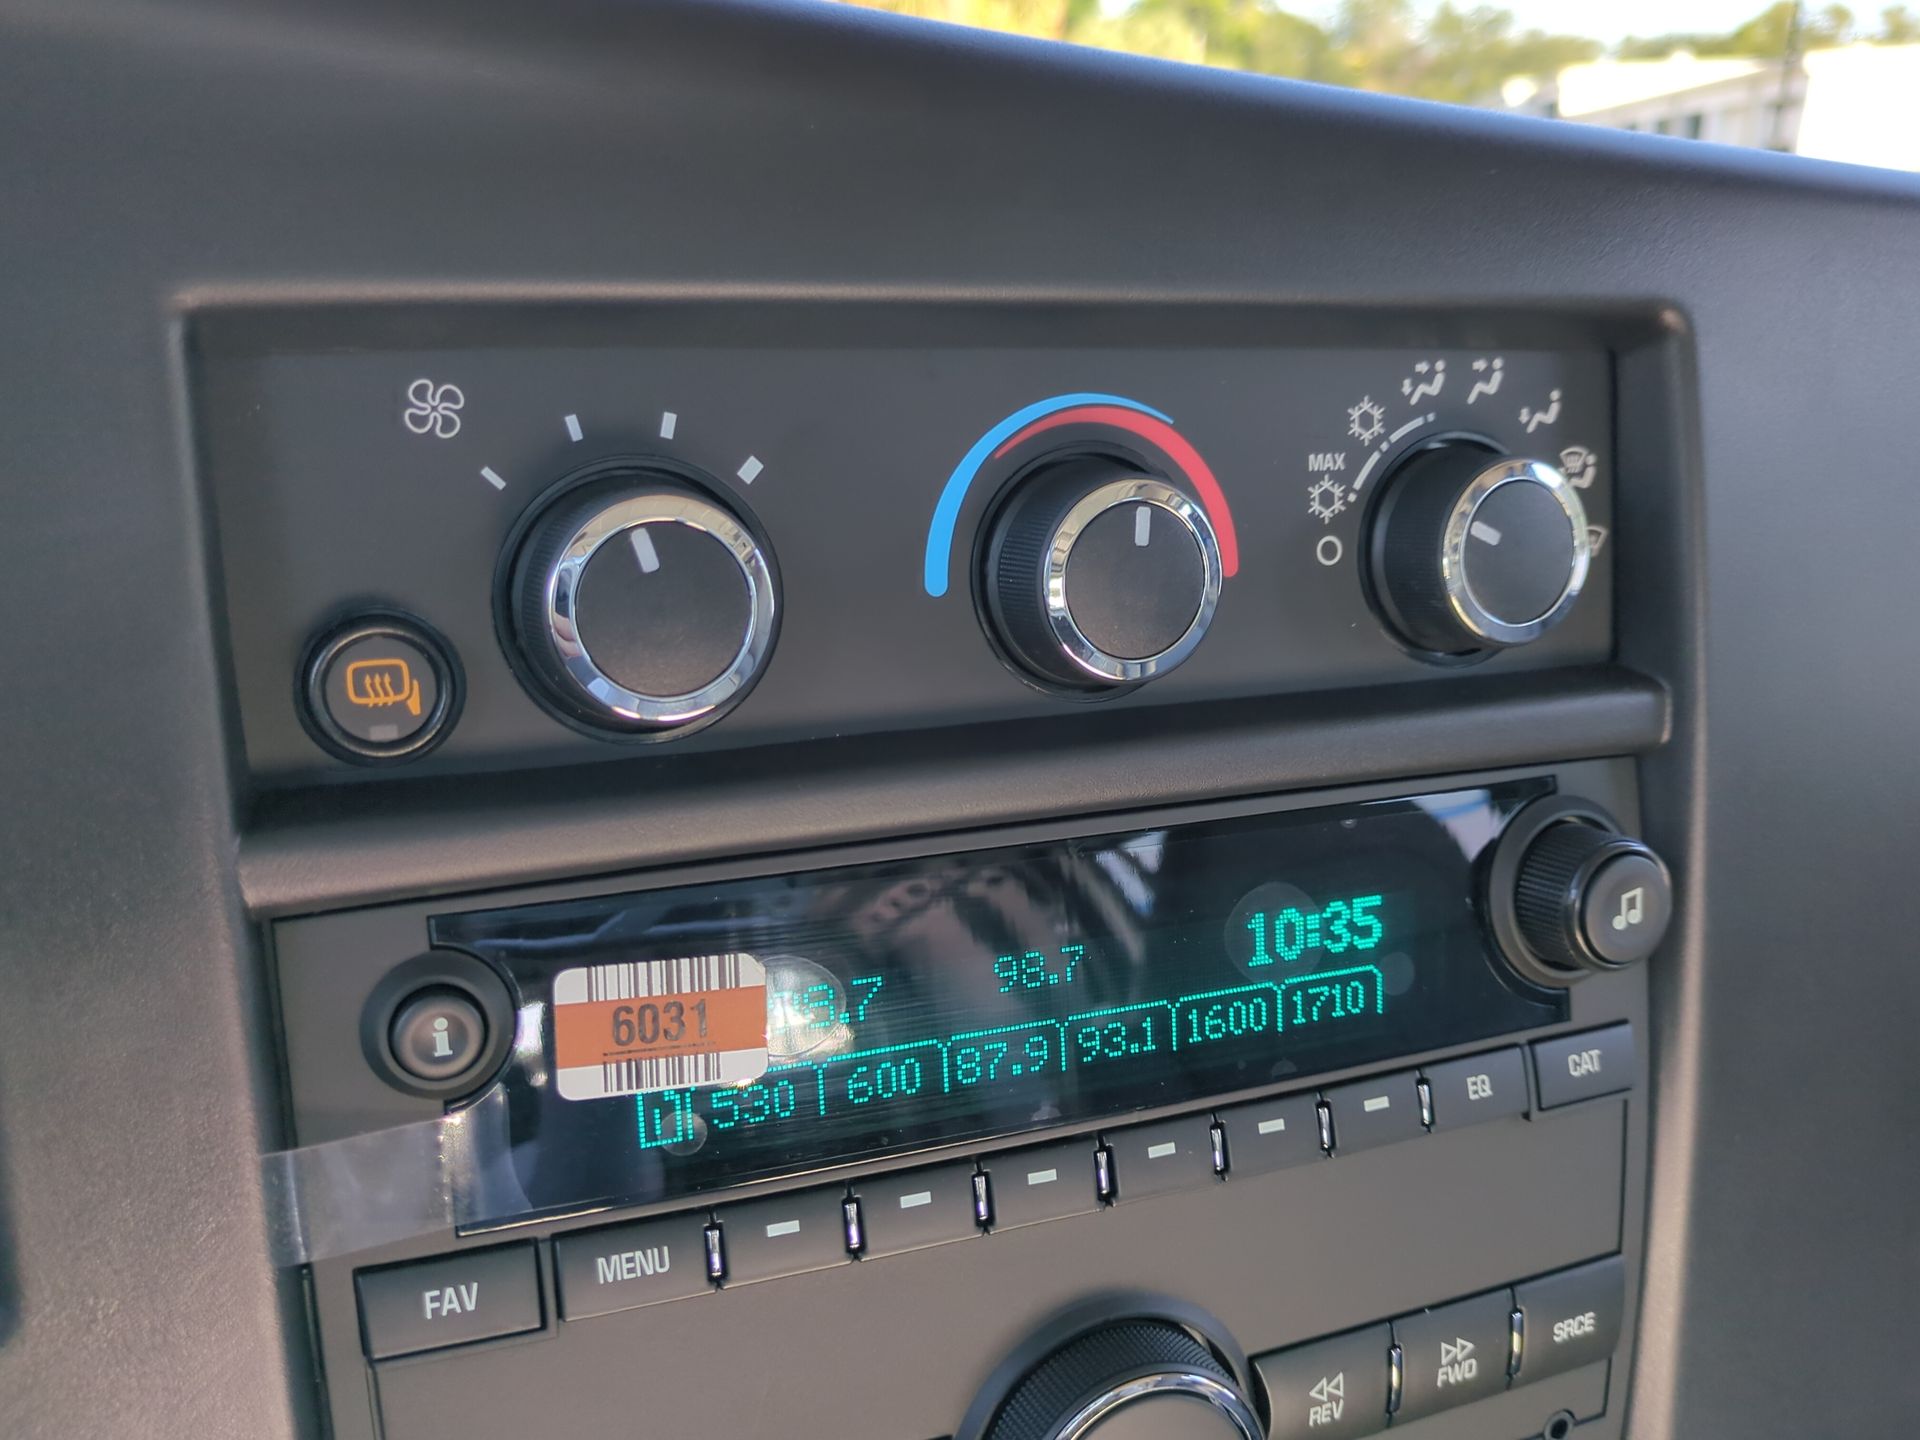 MAX
10:35
98.7
6031
530 600 87.9 93.1 1600 1710
i
CAT
EQ
MENU
FAV
SRCE
FWD
REV